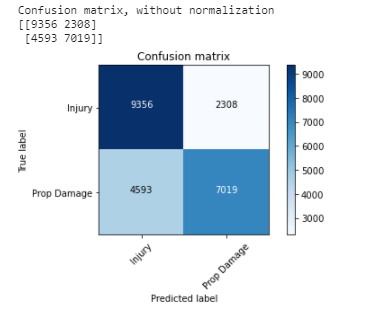 Confusion matrix, without normalization
[[9356 2308]
[4593 7019]]
Confusion matrix
True label
Injury
9356 2308
Prop Damage
4593 7019
Injury
Prop Damage
Predicted label
9000
8000
7000
6000
5000
4000
3000